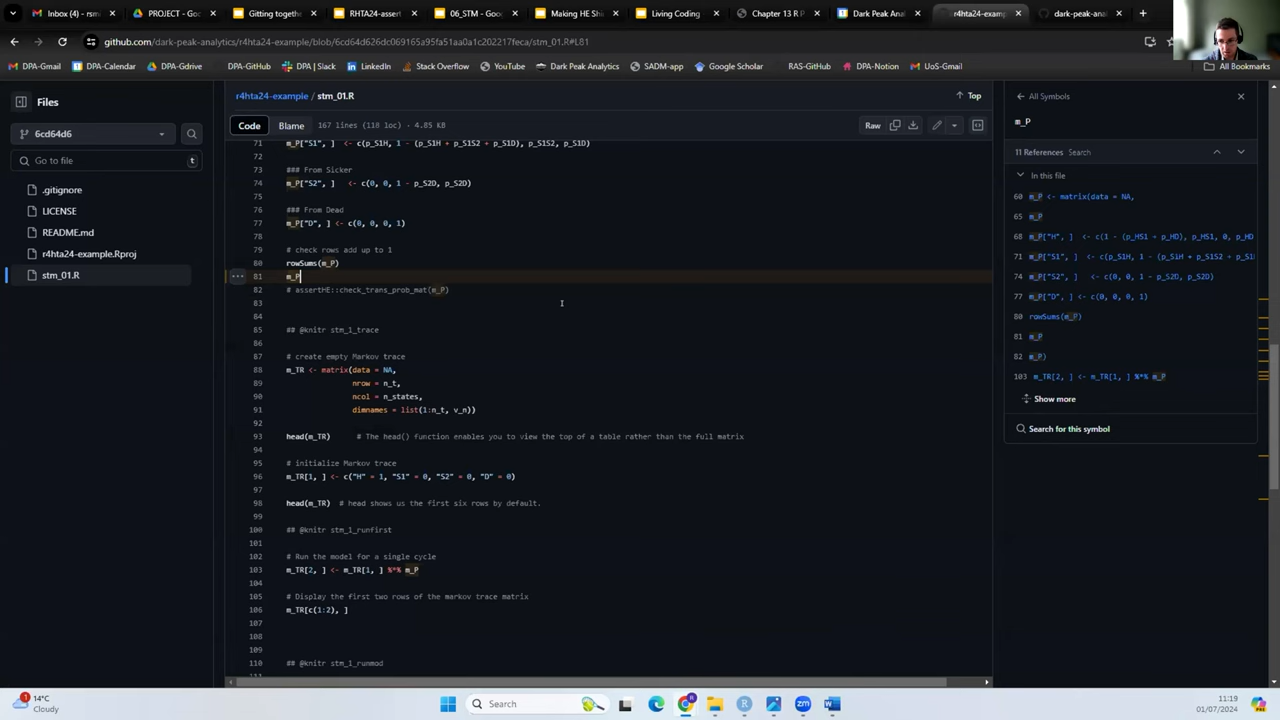 Inbox (6) - rsmi
PROJECT - Goo
Gitting togethe
RHTA24-assert
06_STM - Goog
Making HE Shi
Living Coding
Chapter 13 R P
Dark Peak Anal
r4hta24-examp
dark-peak-anal
github.com/dark-peak-analytics/r4hta24-example/blob/6cd64d626dc069165a95fa51aa0a1c202217feca/stm_01.R#L81
DPA-Gmail
DPA-Calendar
DPA-Gdrive
DPA-Github
DPA | Slack
LinkedIn
Stack Overflow
YouTube
Dark Peak Analytics
SADM-app
Google Scholar
FAS-GitHub
DPA-Notion
UoS-Gmail
All Bookmarks
Files
6cd64d6
Go to file
t
.gitignore
LICENSE
README.md
r4hta24-example.Rproj
stm_01.R
r4hta24-example / stm_01.R
Top
Code
Blame
167 lines (118 loc) · 4.85 KB
Raw
71 m_P["S1", ] <- c(p_S1H, 1 - (p_S1H + p_S1S2 + p_S1D), p_S1S2, p_S1D)
72
73 ### From Sicker
74 m_P["S2", ] <- c(0, 0, 1 - p_S2D, p_S2D)
75
76 ### From Dead
77 m_P["D", ] <- c(0, 0, 0, 1)
78
79 # check rows add up to 1
80 rowSums(m_P)
81 m_P
82 # assertHE::check_trans_prob_mat(m_P)
83
84
85 ## @knitr stm_1_trace
86
87 # create empty Markov trace
88 m_TR <- matrix(data = NA,
89 nrow = n_t,
90 ncol = n_states,
91 dimnames = list(1:n_t, v_n))
92
93 head(m_TR) # The head() function enables you to view the top of a table rather than the full matrix
94
95 # initialize Markov trace
96 m_TR[1, ] <- c("H" = 1, "S1" = 0, "S2" = 0, "D" = 0)
97
98 head(m_TR) # head shows us the first six rows by default.
99
100 ## @knitr stm_1_runfirst
101
102 # Run the model for a single cycle
103 m_TR[2, ] <- m_TR[1, ] %*% m_P
104
105 # Display the first two rows of the markov trace matrix
106 m_TR[c(1:2), ]
107
108
109
110 ## @knitr stm_1_runmod
All Symbols
m_P
11 References Search
In this file
60 m_P <- matrix(data = NA,
65 m_P
68 m_P["H", ] <- c(1 - (p_HS1 + p_HD), p_HS1, 0, p_HD
71 m_P["S1", ] <- c(p_S1H, 1 - (p_S1H + p_S1S2 + p_S1
74 m_P["S2", ] <- c(0, 0, 1 - p_S2D, p_S2D)
77 m_P["D", ] <- c(0, 0, 0, 1)
80 rowSums(m_P)
81 m_P
82 m_P)
103 m_TR[2, ] <- m_TR[1, ] %*% m_P
Show more
Search for this symbol
14°C
Cloudy
Search
11:19
01/07/2024